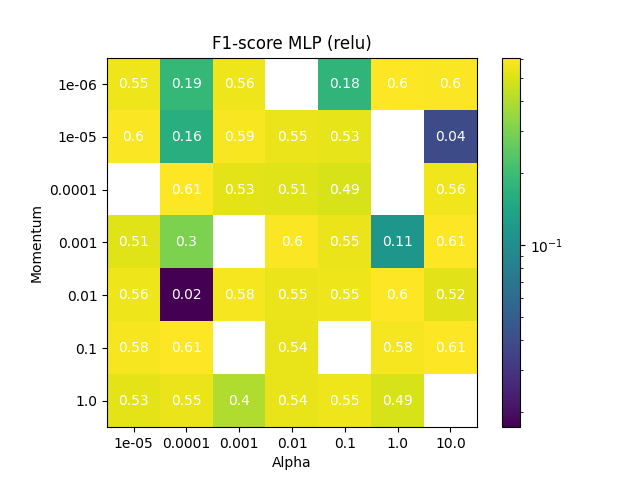 F1-score MLP (relu)
1e-06 0.55 0.19 0.56 0.18 0.6 0.6
1e-05 0.6 0.16 0.59 0.55 0.53 0.04
0.0001 0.61 0.53 0.51 0.49 0.56
0.001 0.51 0.3 0.6 0.55 0.11 0.61
0.01 0.56 0.02 0.58 0.55 0.55 0.6 0.52
0.1 0.58 0.61 0.54 0.58 0.61
1.0 0.53 0.55 0.4 0.54 0.55 0.49
1e-05 0.0001 0.001 0.01 0.1 1.0 10.0
Alpha
Momentum
10⁻¹